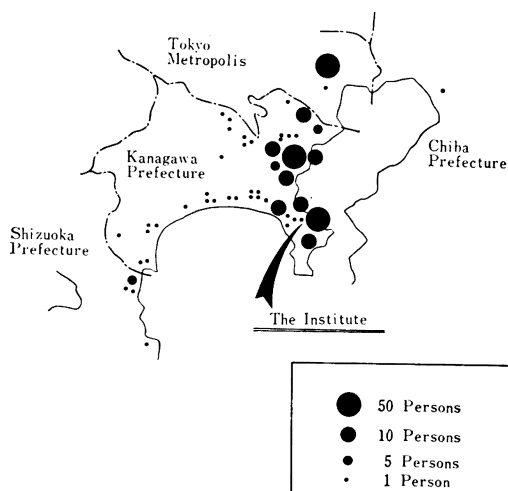 Tokyo
Metropolis
Kanagawa
Prefecture
Chiba
Prefecture
Shizuoka
Prefecture
The Institute
50 Persons
10 Persons
5 Persons
1 Person